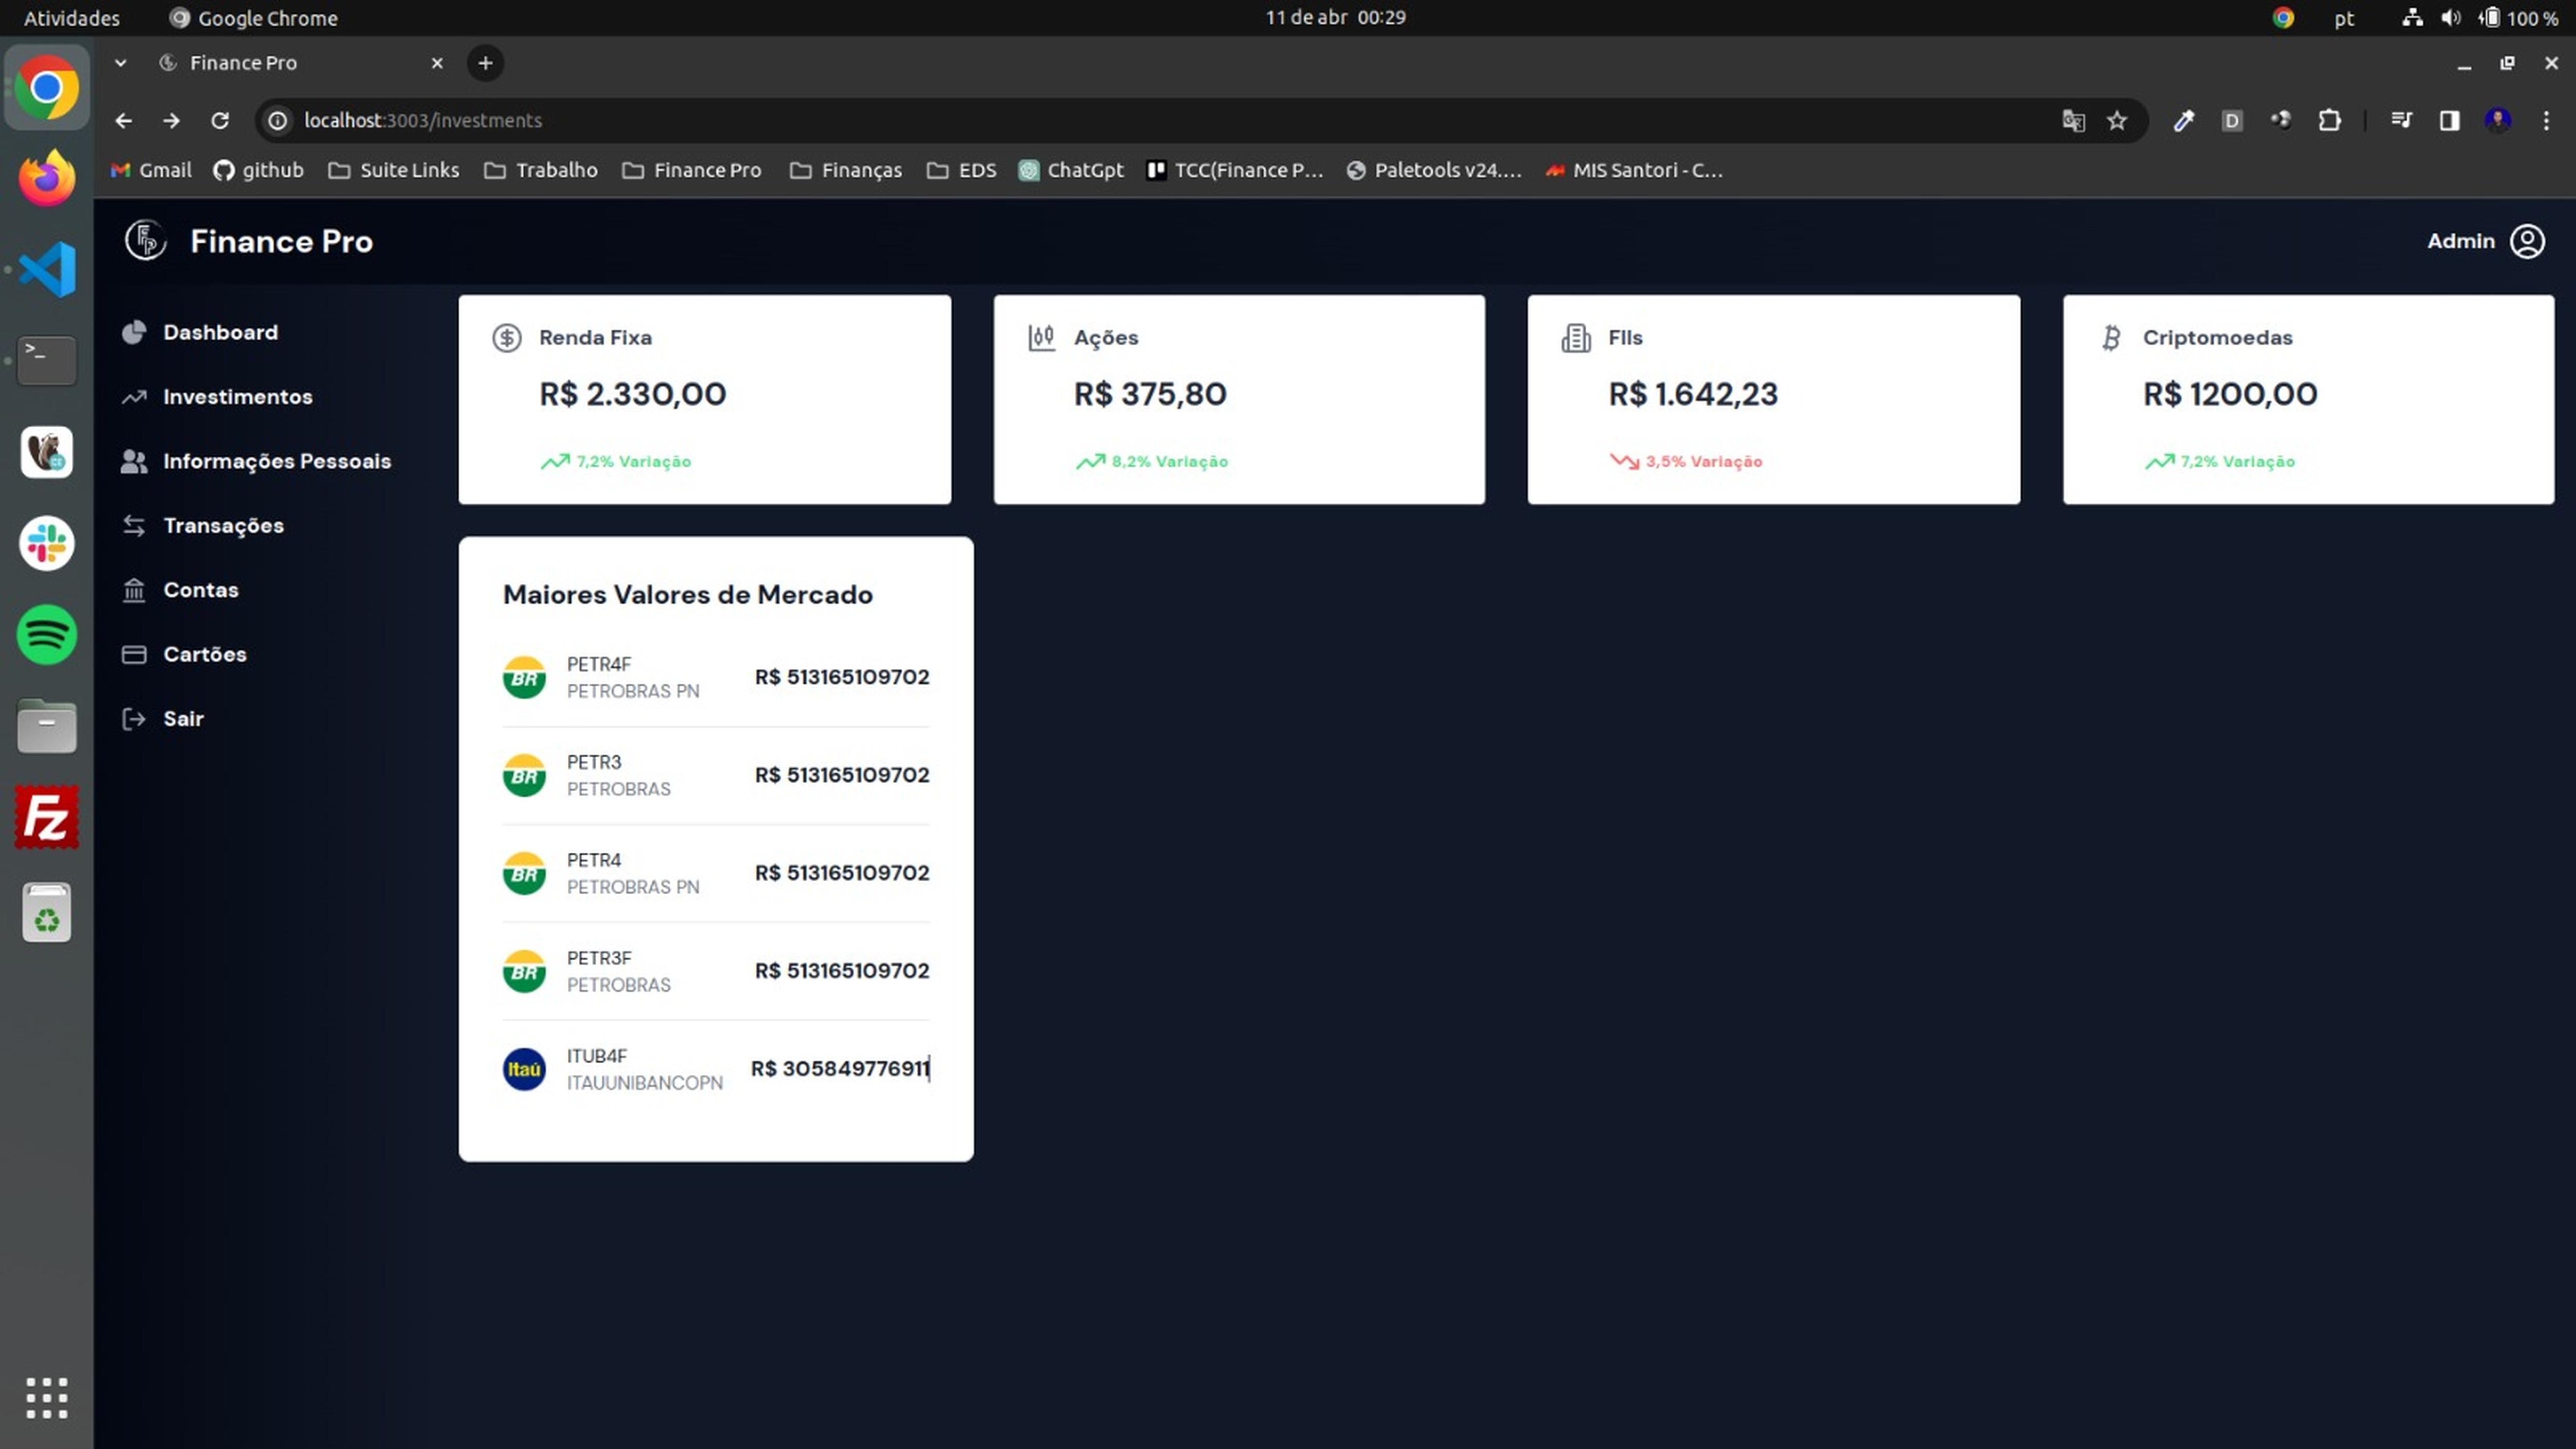 Atividades Google Chrome 11 de abr 00:29 pt 100 %
Finance Pro
localhost:3003/investments
Gmail github Suite Links Trabalho Finance Pro Finanças EDS ChatGpt TCC(Finance P... Paletools v24.... MIS Santori - C...
Finance Pro Admin
Dashboard
Investimentos
Informações Pessoais
Transações
Contas
Cartões
Sair
Renda Fixa
R$ 2.330,00
7,2% Variação
Ações
R$ 375,80
8,2% Variação
FIIs
R$ 1.642,23
3,5% Variação
Criptomoedas
R$ 1200,00
7,2% Variação
Maiores Valores de Mercado
BR PETR4F
PETROBRAS PN
R$ 513165109702
BR PETR3
PETROBRAS
R$ 513165109702
BR PETR4
PETROBRAS PN
R$ 513165109702
BR PETR3F
PETROBRAS
R$ 513165109702
Itaú ITUB4F
ITAUUNIBANCOPN
R$ 305849776911